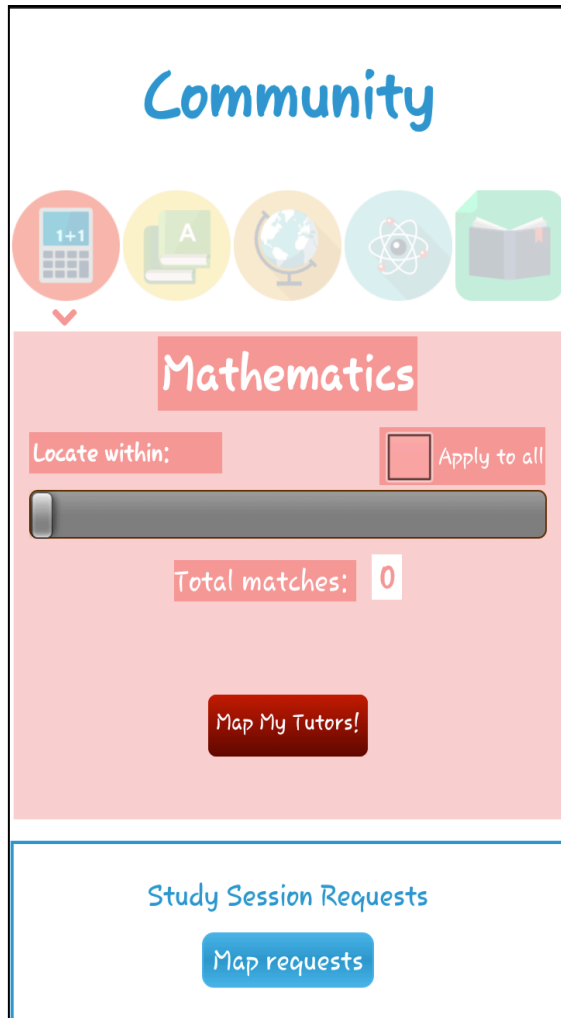 Community
1+1
A
Mathematics
Locate within:
Apply to all
Total matches: 0
Map My Tutors!
Study Session Requests
Map requests